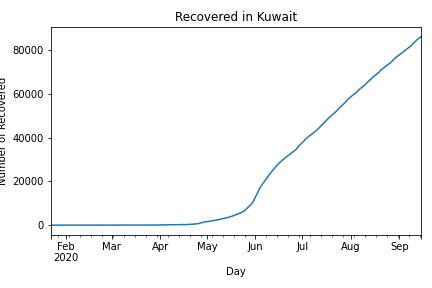 Recovered in Kuwait
Number of Recovered
80000
60000
40000
20000
0
Feb Mar Apr May Jun Jul Aug Sep
2020
Day